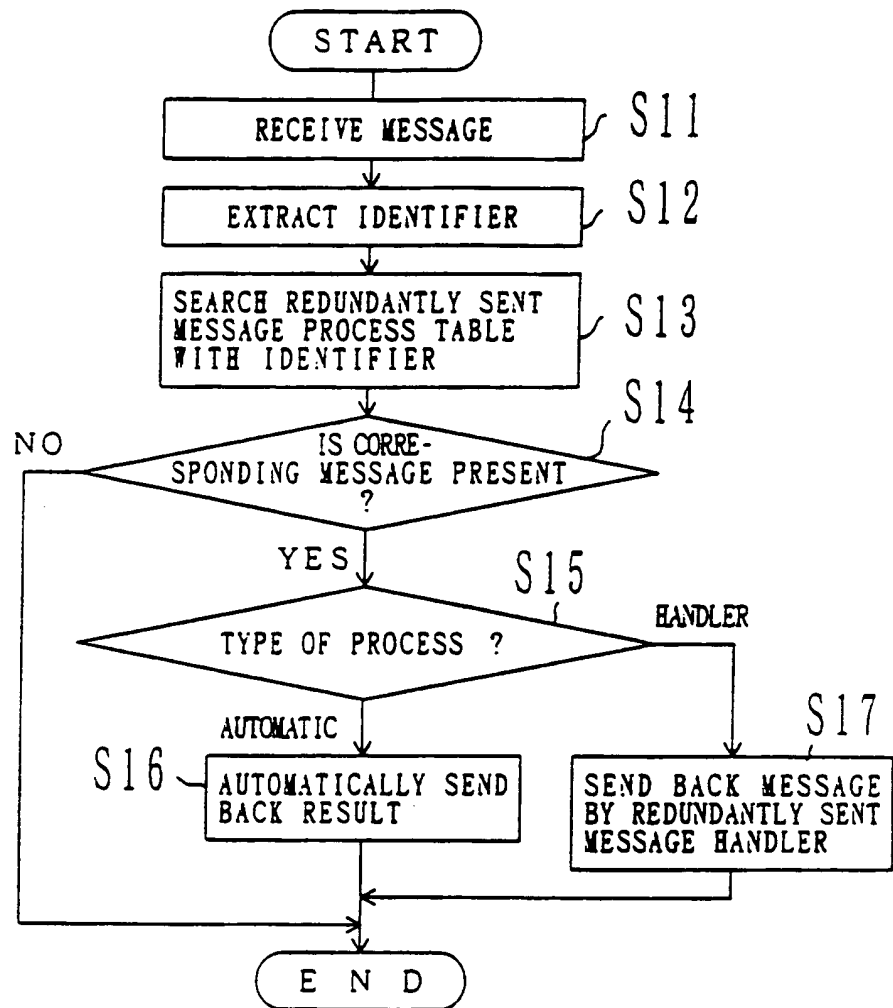 START
RECEIVE MESSAGE
S11
EXTRACT IDENTIFIER
S12
SEARCH REDUNDANTLY SENT
MESSAGE PROCESS TABLE
WITH IDENTIFIER
S13
S14
NO
IS CORRE-
SPONDING MESSAGE PRESENT
?
YES
S15
TYPE OF PROCESS ?
HANDLER
AUTOMATIC
S16
AUTOMATICALLY SEND
BACK RESULT
S17
SEND BACK MESSAGE
BY REDUNDANTLY SENT
MESSAGE HANDLER
END